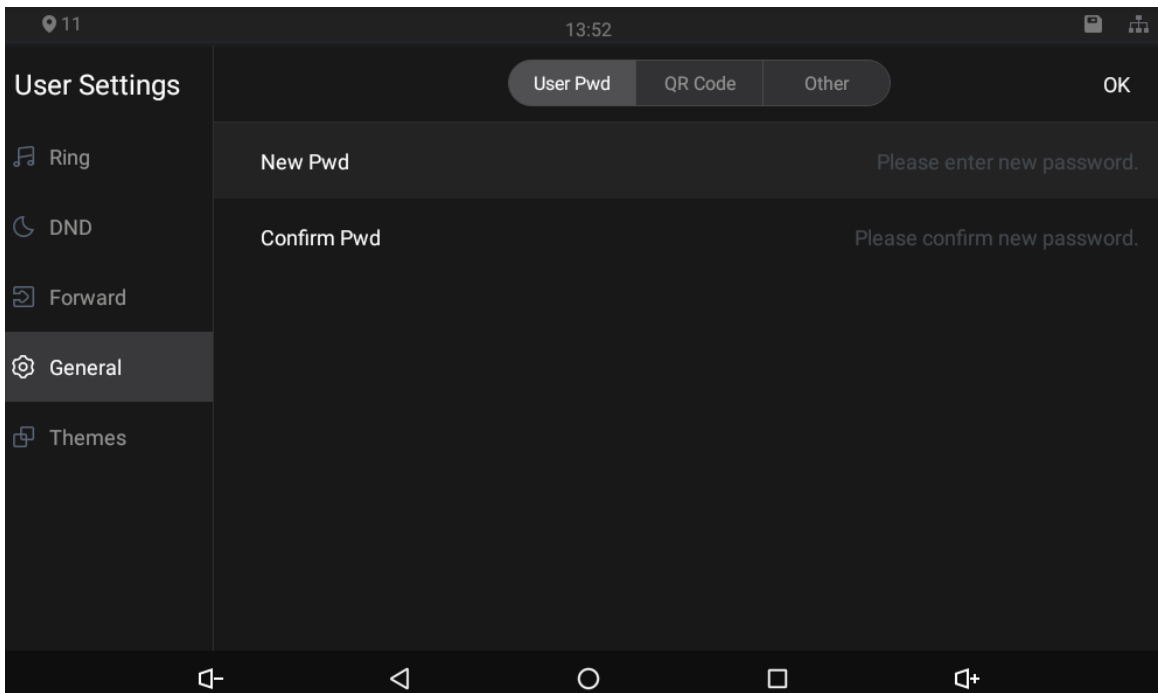 11
13:52
User Settings
User Pwd
QR Code
Other
OK
Ring
New Pwd
Please enter new password.
DND
Confirm Pwd
Please confirm new password.
Forward
General
Themes